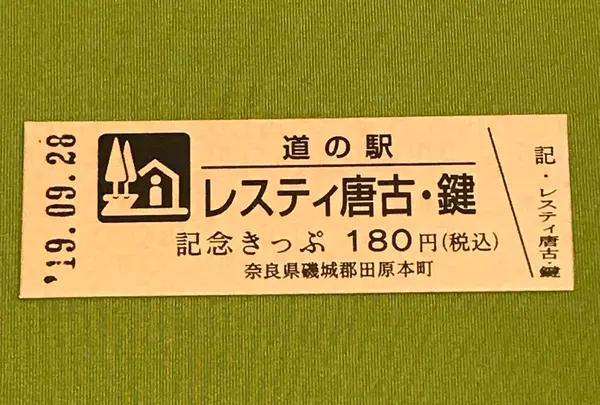 '19.09.28
道の駅
レスティ唐古・鍵
記念きっぷ 180円(税込)
奈良県磯城郡田原本町
記・レスティ唐古・鍵